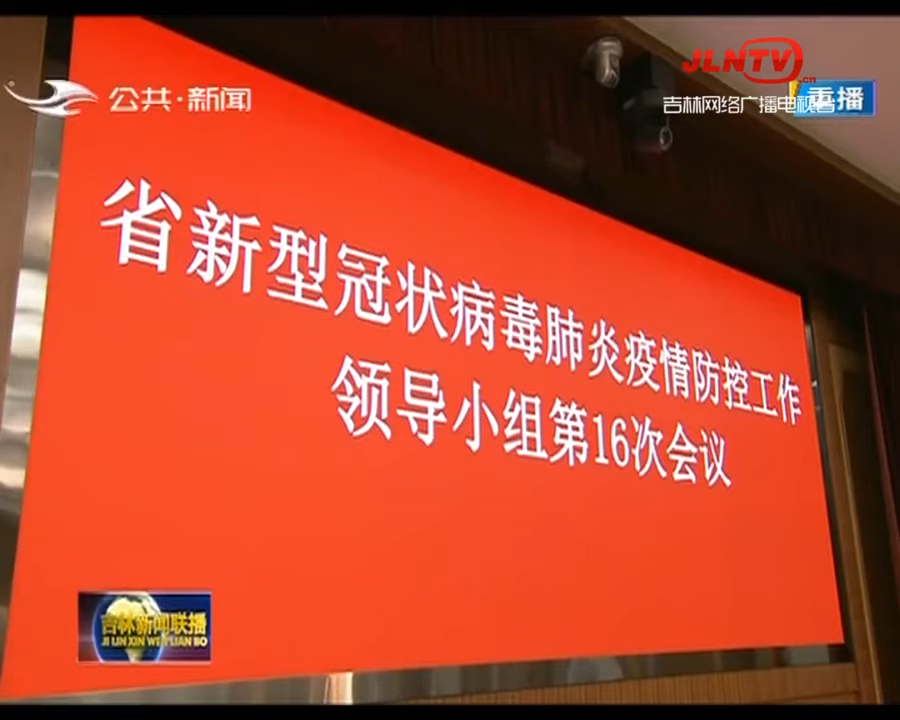 JLNTV.cn
公共·新闻
吉林网络广播电视台
重播
省新型冠状病毒肺炎疫情防控工作
领导小组第16次会议
吉林新闻联播
JI LIN XIN WEN LIAN BO